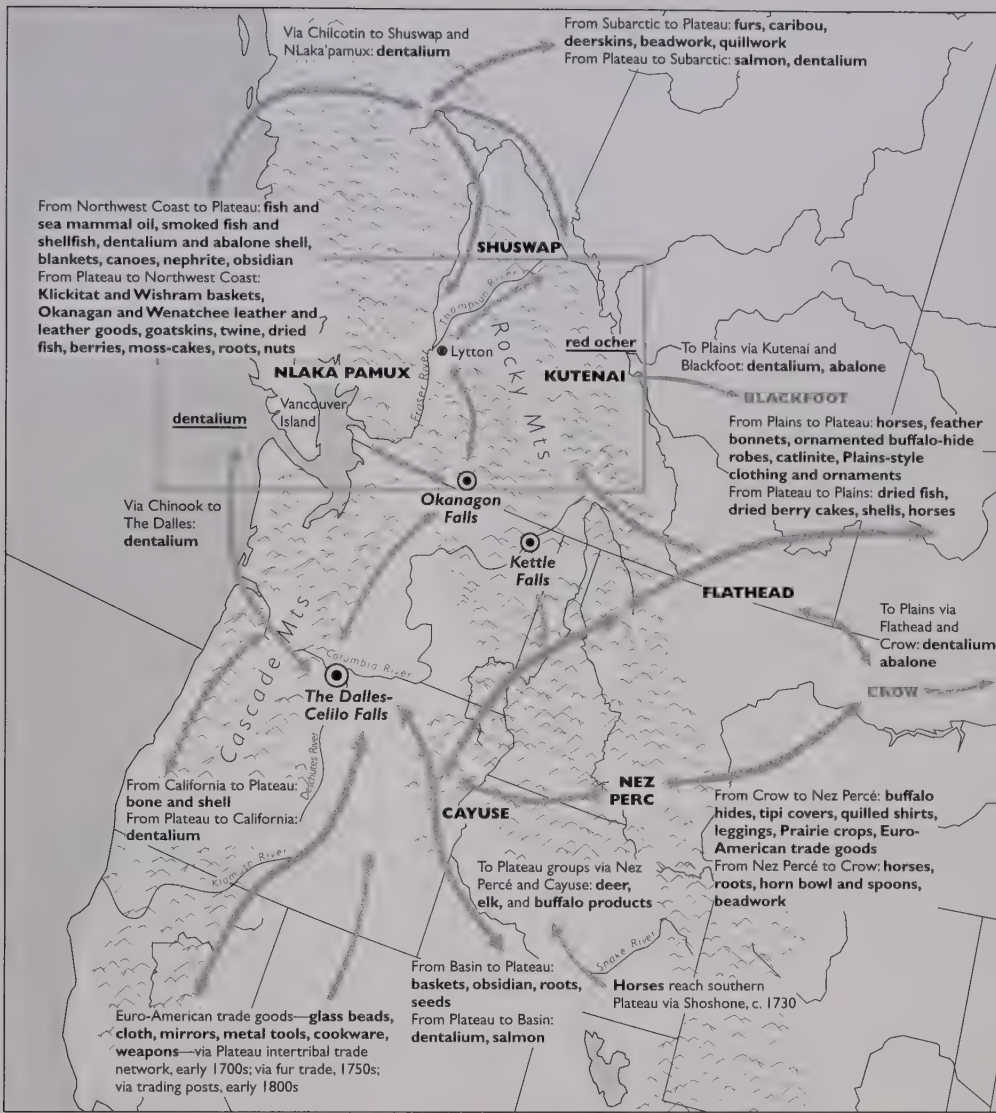 Via Chilcotin to Shuswap and
NLaka'pamux: dentalium
From Subarctic to Plateau: furs, caribou,
deerskins, beadwork, quillwork
From Plateau to Subarctic: salmon, dentalium
From Northwest Coast to Plateau: fish and
sea mammal oil, smoked fish and
shellfish, dentalium and abalone shell,
blankets, canoes, nephrite, obsidian
From Plateau to Northwest Coast:
Klickitat and Wishram baskets,
Okanagan and Wenatchee leather and
leather goods, goatskins, twine, dried
fish, berries, moss-cakes, roots, nuts
SHUSWAP
Thompson River
Lytton
Fraser River
Rocky Mts
red ocher
NLAKA PAMUX
KUTENAI
To Plains via Kutenai and
Blackfoot: dentalium, abalone
BLACKFOOT
dentalium
Vancouver
Island
From Plains to Plateau: horses, feather
bonnets, ornamented buffalo-hide
robes, catlinite, Plains-style
clothing and ornaments
From Plateau to Plains: dried fish,
dried berry cakes, shells, horses
Okanagon
Falls
Via Chinook to
The Dalles:
dentalium
Kettle
Falls
FLATHEAD
To Plains via
Flathead and
Crow: dentalium
abalone
CROW
Cascade Mts
Columbia River
The Dalles-
Celilo Falls
Deschutes River
From California to Plateau:
bone and shell
From Plateau to California:
dentalium
CAYUSE
NEZ
PERC
From Crow to Nez Percé: buffalo
hides, tipi covers, quilled shirts,
leggings, Prairie crops, Euro-
American trade goods
From Nez Percé to Crow: horses,
roots, horn bowl and spoons,
beadwork
Klamath River
To Plateau groups via Nez
Percé and Cayuse: deer,
elk, and buffalo products
Snake River
From Basin to Plateau:
baskets, obsidian, roots,
seeds
From Plateau to Basin:
dentalium, salmon
Horses reach southern
Plateau via Shoshone, c. 1730
Euro-American trade goods—glass beads,
cloth, mirrors, metal tools, cookware,
weapons—via Plateau intertribal trade
network, early 1700s; via fur trade, 1750s;
via trading posts, early 1800s